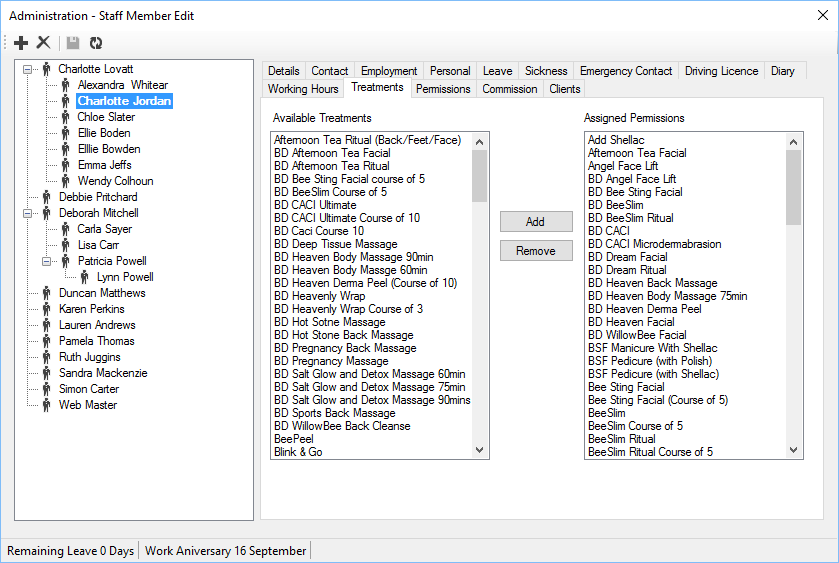 Administration - Staff Member Edit
Charlotte Lovatt
Alexandra Whitear
Charlotte Jordan
Chloe Slater
Ellie Boden
Elllie Bowden
Emma Jeffs
Wendy Colhoun
Debbie Pritchard
Deborah Mitchell
Carla Sayer
Lisa Carr
Patricia Powell
Lynn Powell
Duncan Matthews
Karen Perkins
Lauren Andrews
Pamela Thomas
Ruth Juggins
Sandra Mackenzie
Simon Carter
Web Master
Details Contact Employment Personal Leave Sickness Emergency Contact Driving Licence Diary
Working Hours Treatments Permissions Commission Clients
Available Treatments
Afternoon Tea Ritual (Back/Feet/Face)
BD Afternoon Tea Facial
BD Afternoon Tea Ritual
BD Bee Sting Facial course of 5
BD BeeSlim Course of 5
BD CACI Ultimate
BD CACI Ultimate Course of 10
BD Caci Course 10
BD Deep Tissue Massage
BD Heaven Body Massage 90min
BD Heaven Body Massge 60min
BD Heaven Derma Peel (Course of 10)
BD Heavenly Wrap
BD Heavenly Wrap Course of 3
BD Hot Sotne Massage
BD Hot Stone Back Massage
BD Pregnancy Back Massage
BD Pregnancy Massage
BD Salt Glow and Detox Massage 60min
BD Salt Glow and Detox Massage 75min
BD Salt Glow and Detox Massage 90mins
BD Sports Back Massage
BD WillowBee Back Cleanse
BeePeel
Blink & Go
Add
Remove
Assigned Permissions
Add Shellac
Afternoon Tea Facial
Angel Face Lift
BD Angel Face Lift
BD Bee Sting Facial
BD BeeSlim
BD BeeSlim Ritual
BD CACI
BD CACI Microdermabrasion
BD Dream Facial
BD Dream Ritual
BD Heaven Back Massage
BD Heaven Body Massage 75min
BD Heaven Derma Peel
BD Heaven Facial
BD WillowBee Facial
BSF Manicure With Shellac
BSF Pedicure (with Polish)
BSF Pedicure (with Shellac)
Bee Sting Facial
Bee Sting Facial (Course of 5)
BeeSlim
BeeSlim Course of 5
BeeSlim Ritual
BeeSlim Ritual Course of 5
Remaining Leave 0 Days Work Aniversary 16 September